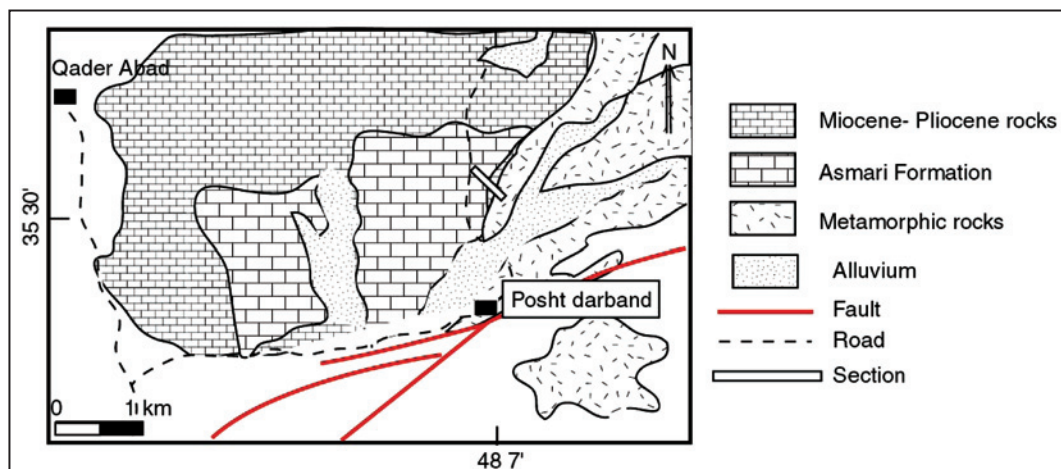 Qader Abad
N
35 30'
Posht darband
0 1 km
48 7'
Miocene- Pliocene rocks
Asmari Formation
Metamorphic rocks
Alluvium
Fault
Road
Section